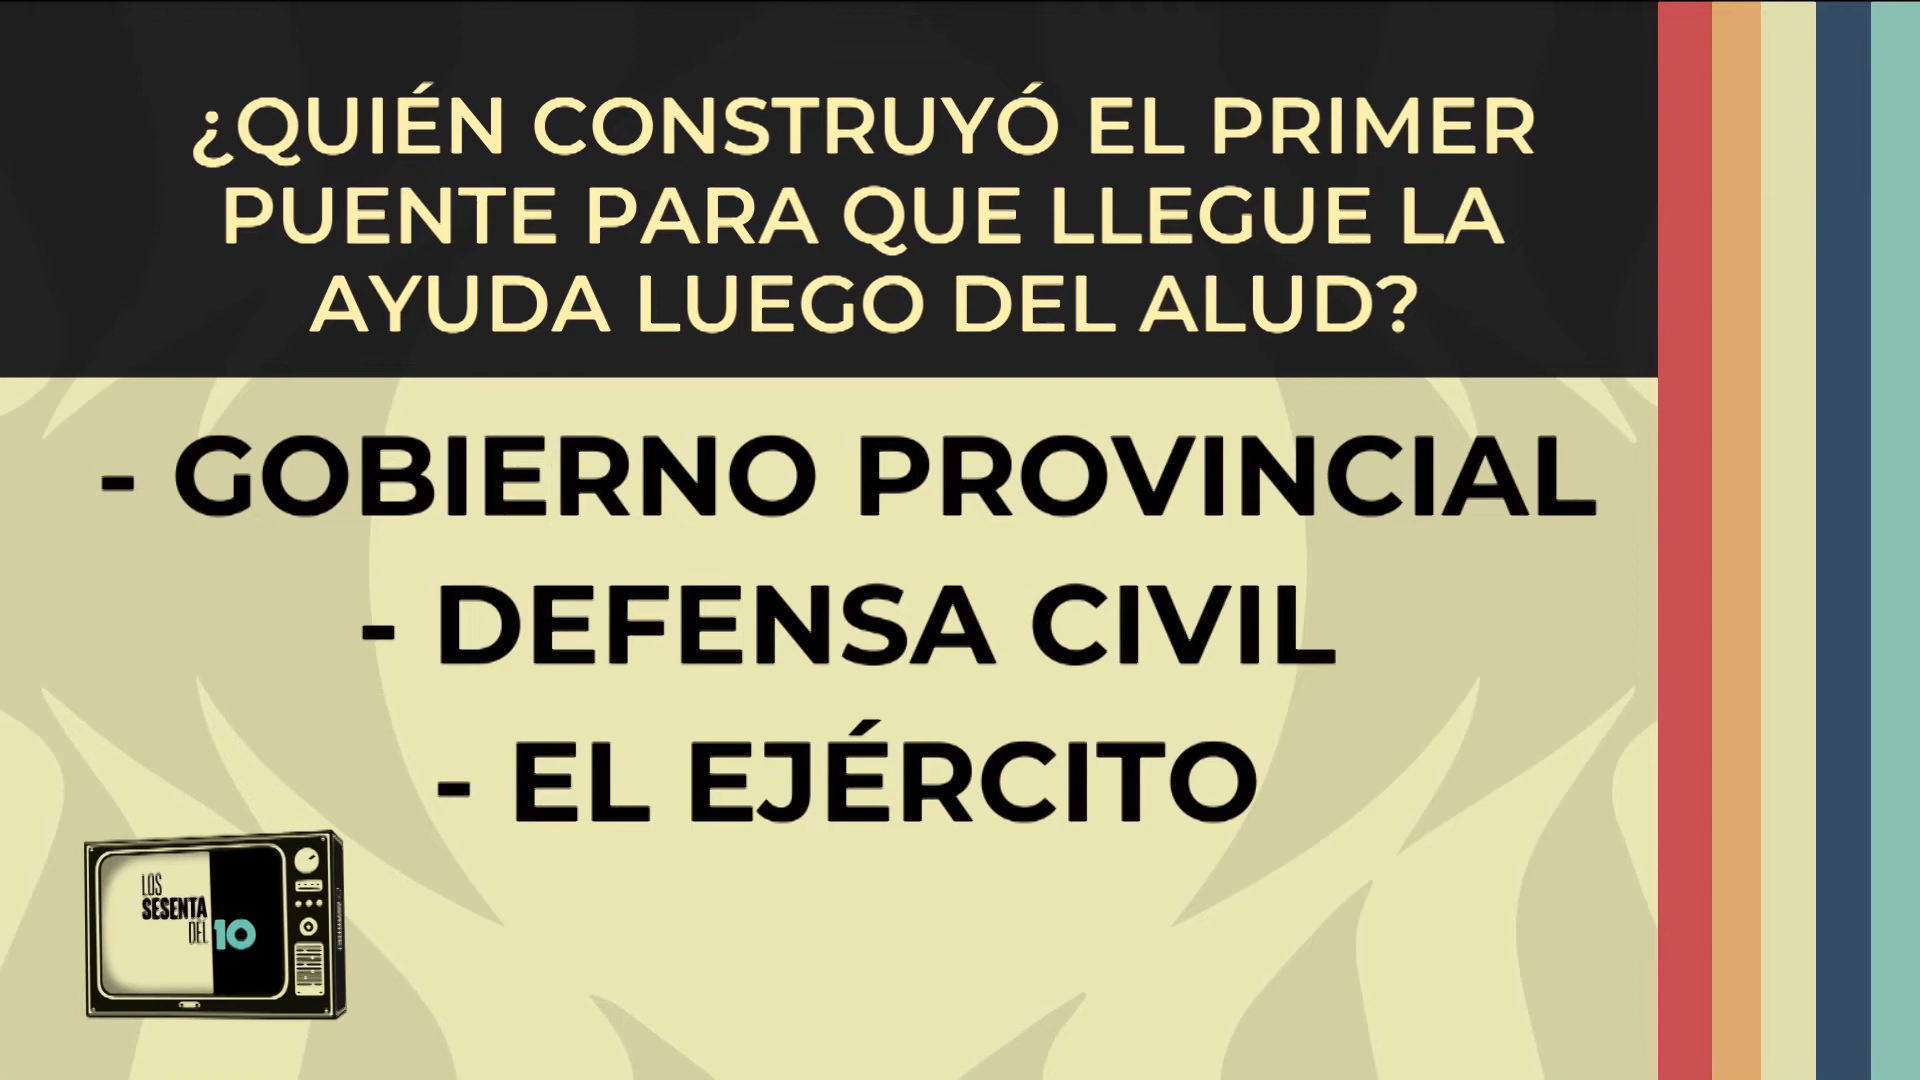 ¿QUIÉN CONSTRUYÓ EL PRIMER
PUENTE PARA QUE LLEGUE LA
AYUDA LUEGO DEL ALUD?
- GOBIERNO PROVINCIAL
- DEFENSA CIVIL
- EL EJÉRCITO
LOS
SESENTA
DEL 10